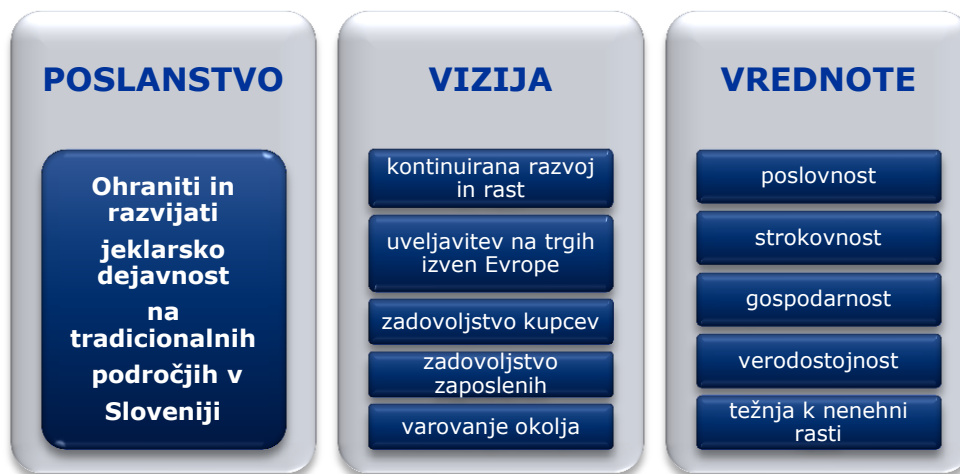 POSLANSTVO
Ohraniti in
razvijati
jeklarsko
dejavnost
na
tradicionalnih
področjih v
Sloveniji
VIZIJA
kontinuirana razvoj
in rast
uveljavitev na trgih
izven Evrope
zadovoljstvo kupcev
zadovoljstvo
zaposlenih
varovanje okolja
VREDNOTE
poslovnost
strokovnost
gospodarnost
verodostojnost
težnja k nenehni
rasti